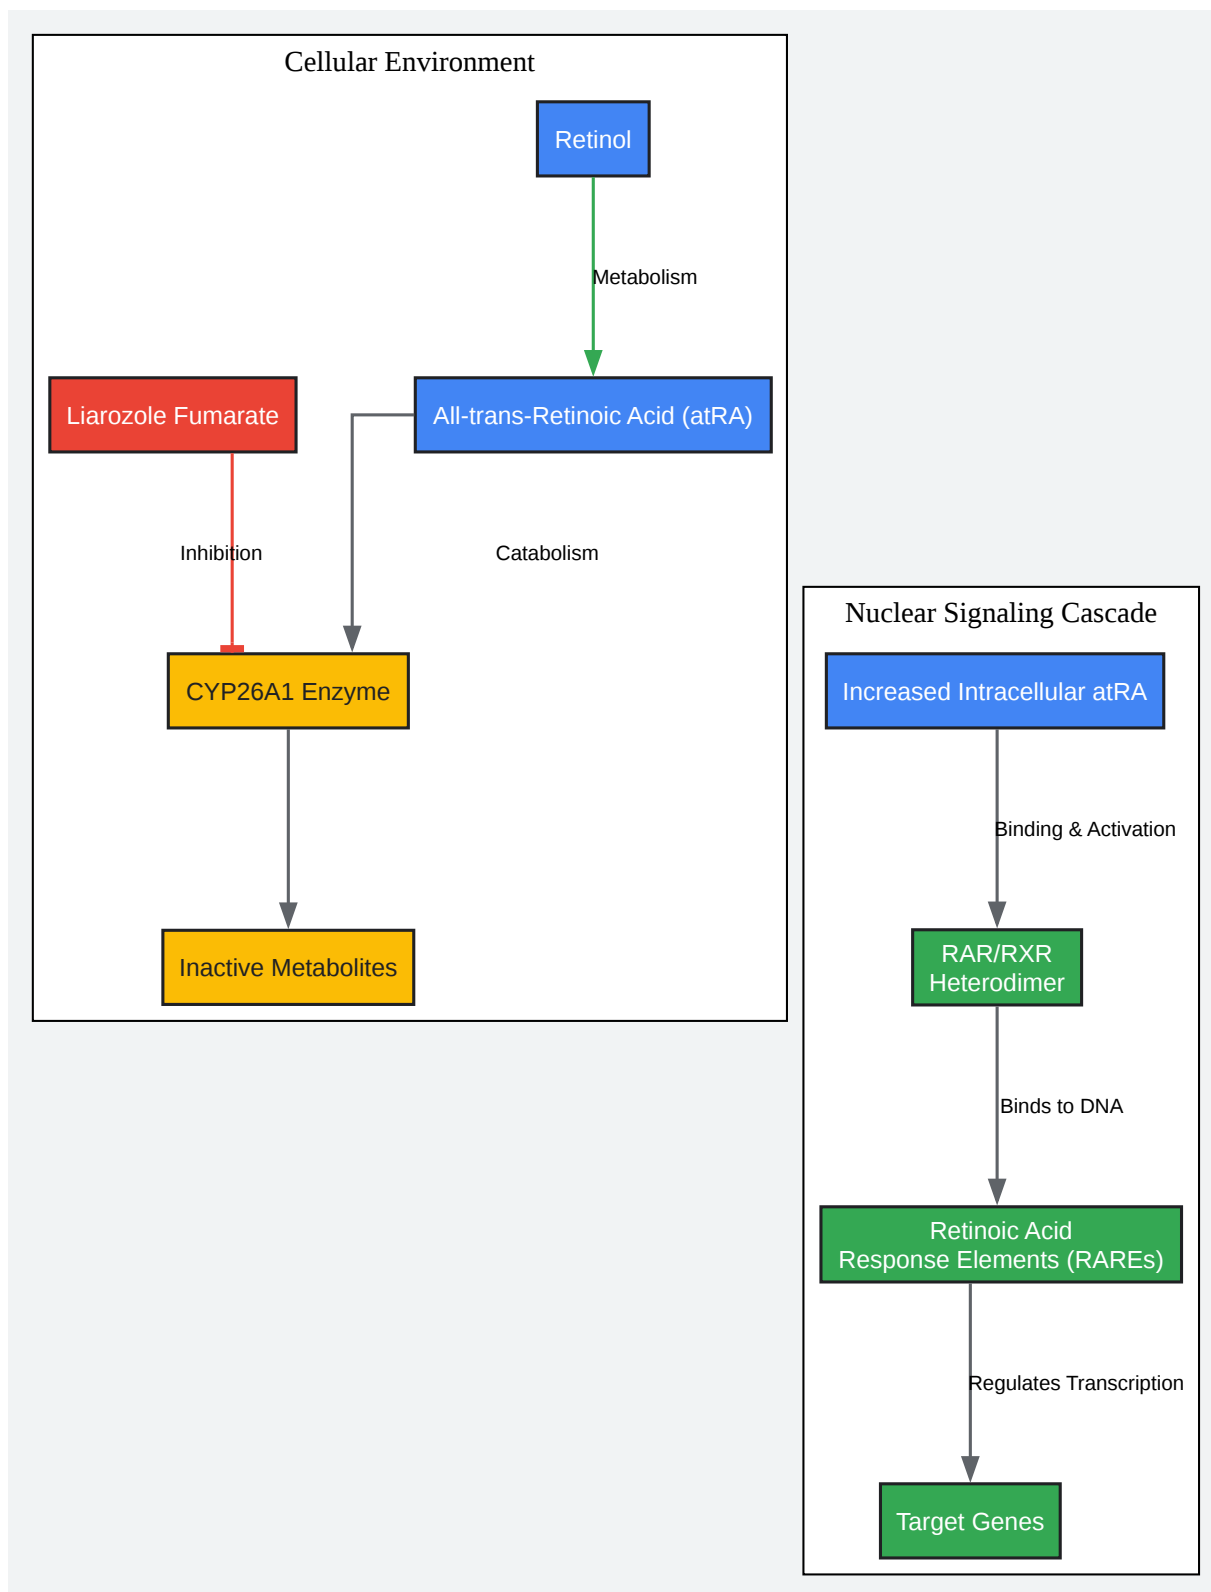 Cellular Environment
Retinol
Metabolism
Liarozole Fumarate
All-trans-Retinoic Acid (atRA)
Inhibition
Catabolism
CYP26A1 Enzyme
Inactive Metabolites
Nuclear Signaling Cascade
Increased Intracellular atRA
Binding & Activation
RAR/RXR
Heterodimer
Binds to DNA
Retinoic Acid
Response Elements (RAREs)
Regulates Transcription
Target Genes